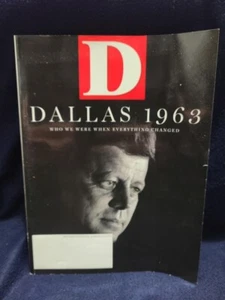 D
DALLAS 1963
WHO WE WERE WHEN EVERYTHING CHANGED